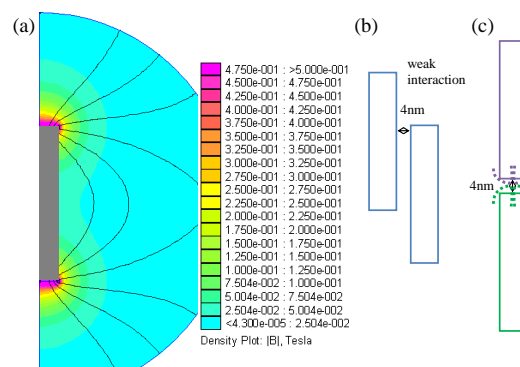 (a)
4.750e-001 : >5.000e-001
4.500e-001 : 4.750e-001
4.250e-001 : 4.500e-001
4.000e-001 : 4.250e-001
3.750e-001 : 4.000e-001
3.500e-001 : 3.750e-001
3.250e-001 : 3.500e-001
3.000e-001 : 3.250e-001
2.750e-001 : 3.000e-001
2.500e-001 : 2.750e-001
2.250e-001 : 2.500e-001
2.000e-001 : 2.250e-001
1.750e-001 : 2.000e-001
1.500e-001 : 1.750e-001
1.250e-001 : 1.500e-001
1.000e-001 : 1.250e-001
7.504e-002 : 1.000e-001
5.004e-002 : 7.504e-002
2.504e-002 : 5.004e-002
<4.300e-005 : 2.504e-002
Density Plot: |B|, Tesla
(b)
weak
interaction
4nm
(c)
4nm